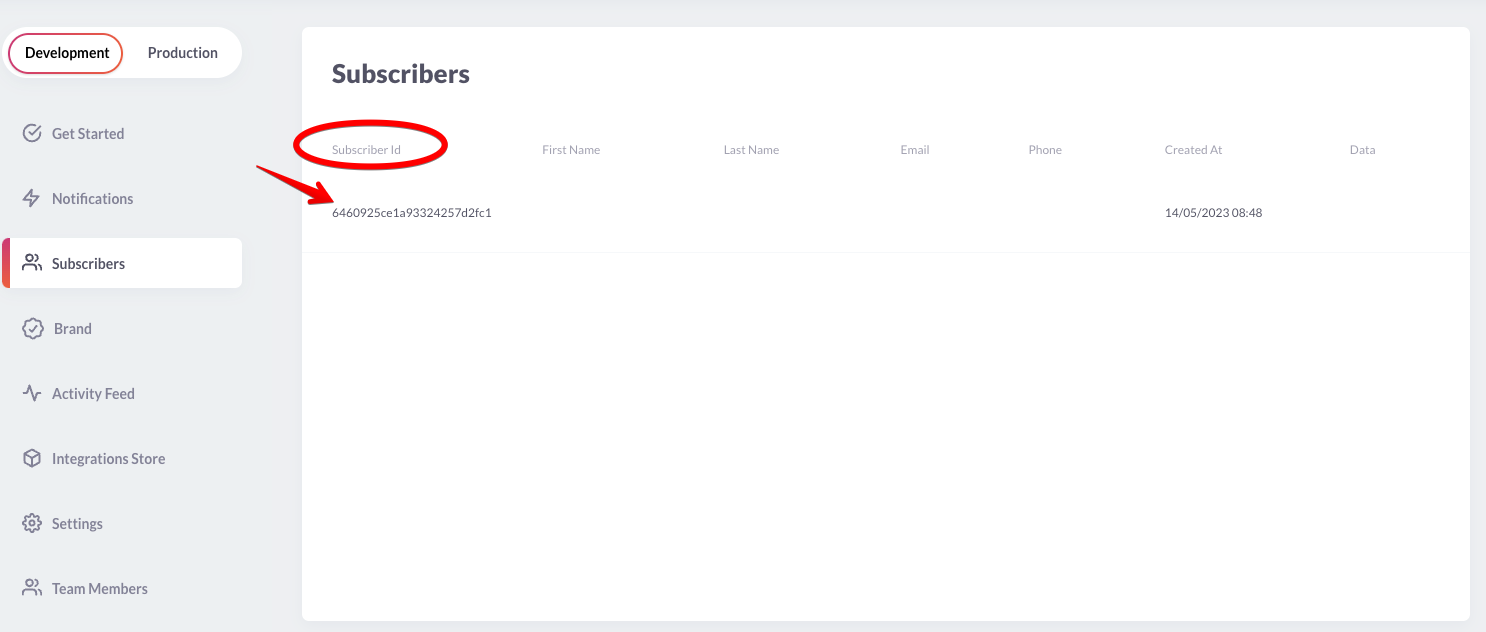 Development Production
Get Started
Notifications
Subscribers
Brand
Activity Feed
Integrations Store
Settings
Team Members
Subscribers
Subscriber Id First Name Last Name Email Phone Created At Data
6460925ce1a93324257d2fc1 14/05/2023 08:48